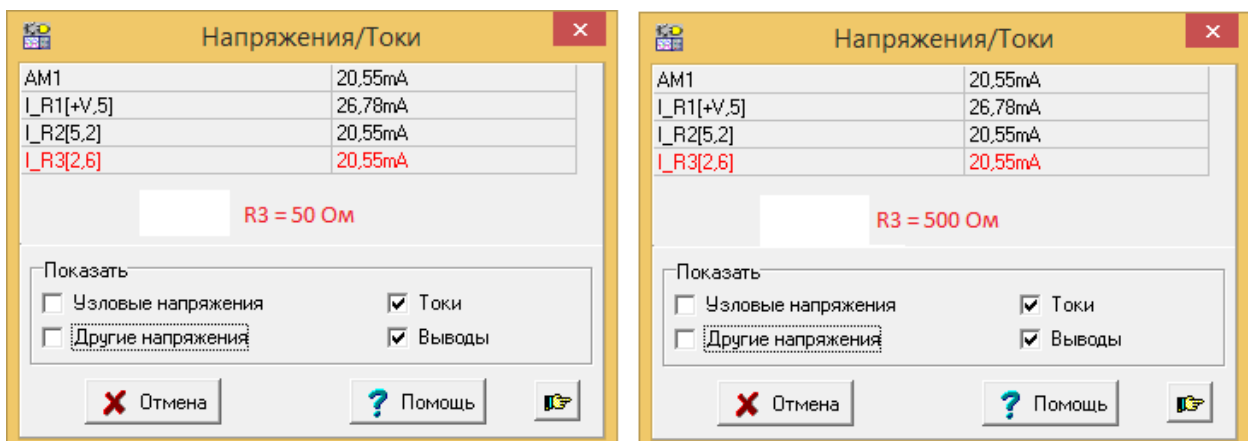 Напряжения/Токи
AM1 20,55mA
I_R1[+V,5] 26,78mA
I_R2[5,2] 20,55mA
I_R3[2,6] 20,55mA
R3 = 50 Ом
Показать
Узловые напряжения Токи
Другие напряжения Выводы
Отмена ? Помощь
Напряжения/Токи
AM1 20,55mA
I_R1[+V,5] 26,78mA
I_R2[5,2] 20,55mA
I_R3[2,6] 20,55mA
R3 = 500 Ом
Показать
Узловые напряжения Токи
Другие напряжения Выводы
Отмена ? Помощь